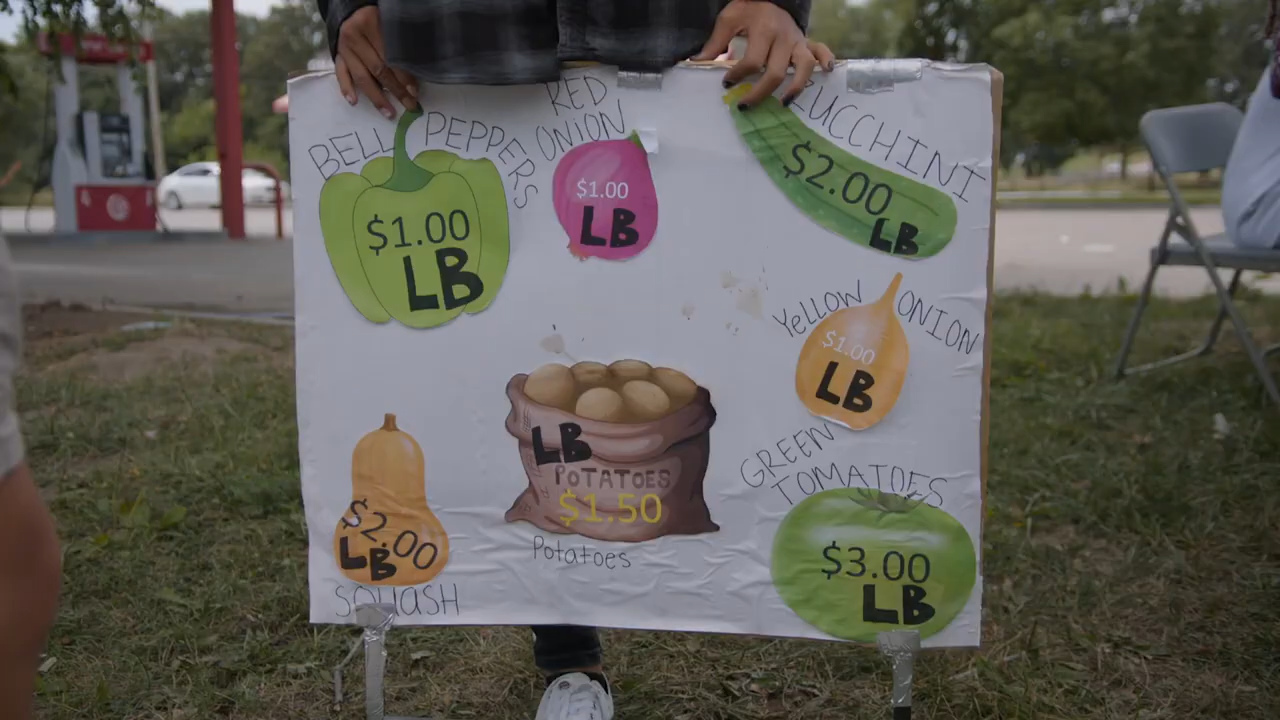 BELL PEPPERS
$1.00
LB
RED
ONION
$1.00
LB
ZUCCHINI
$2.00
LB
YELLOW ONION
$1.00
LB
LB
POTATOES
$1.50
Potatoes
$2.00
LB
SQUASH
GREEN
TOMATOES
$3.00
LB